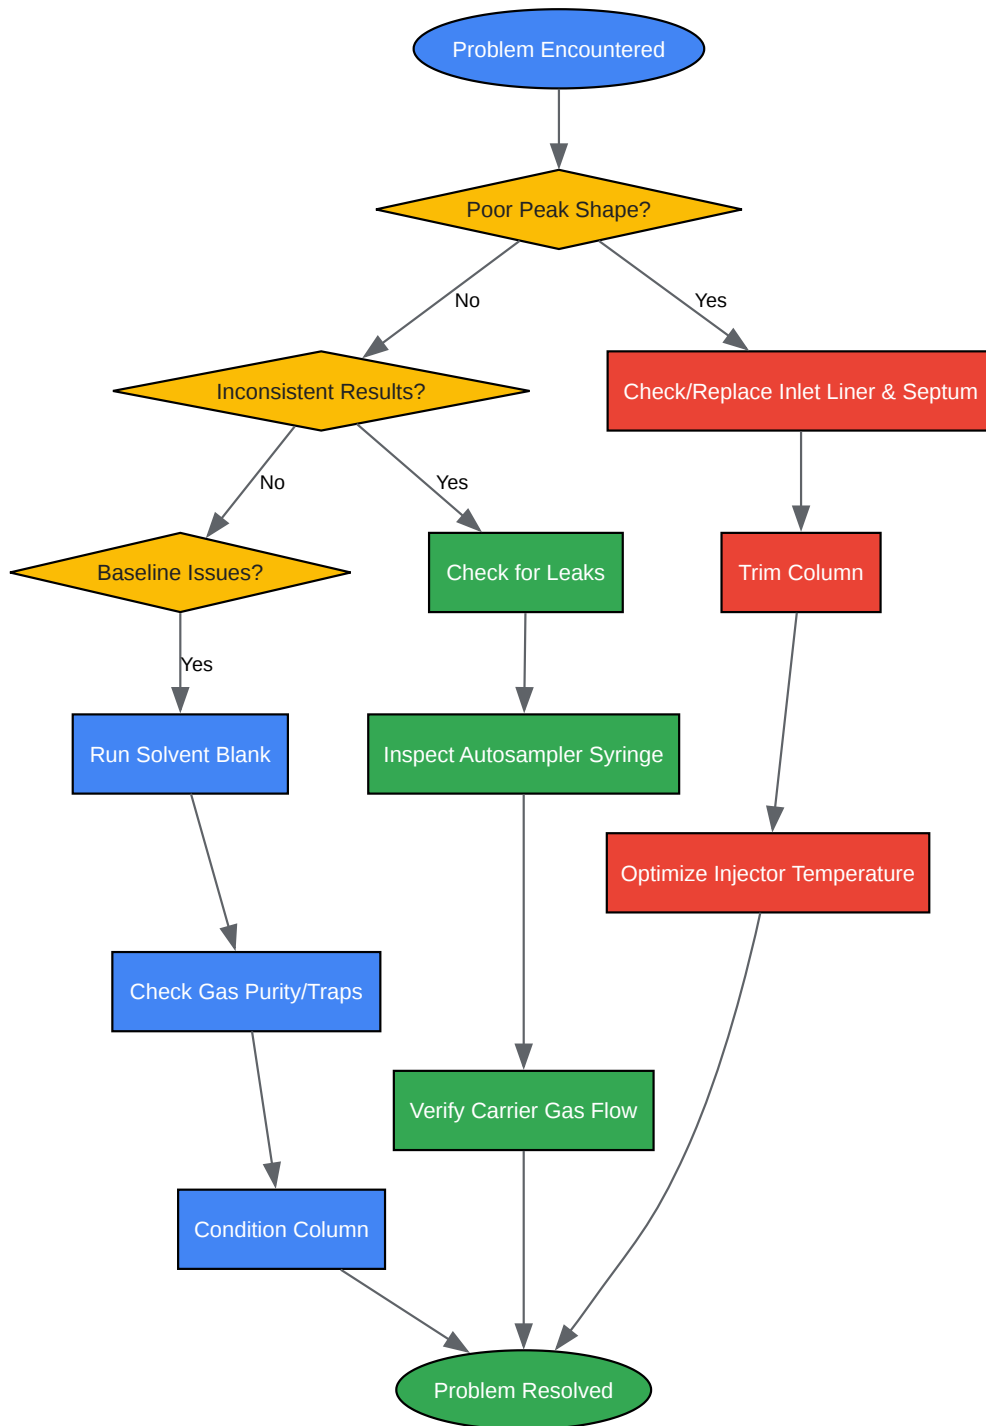 Problem Encountered
Poor Peak Shape?
No
Yes
Inconsistent Results?
Check/Replace Inlet Liner & Septum
No
Yes
Baseline Issues?
Check for Leaks
Trim Column
Yes
Run Solvent Blank
Inspect Autosampler Syringe
Optimize Injector Temperature
Check Gas Purity/Traps
Verify Carrier Gas Flow
Condition Column
Problem Resolved